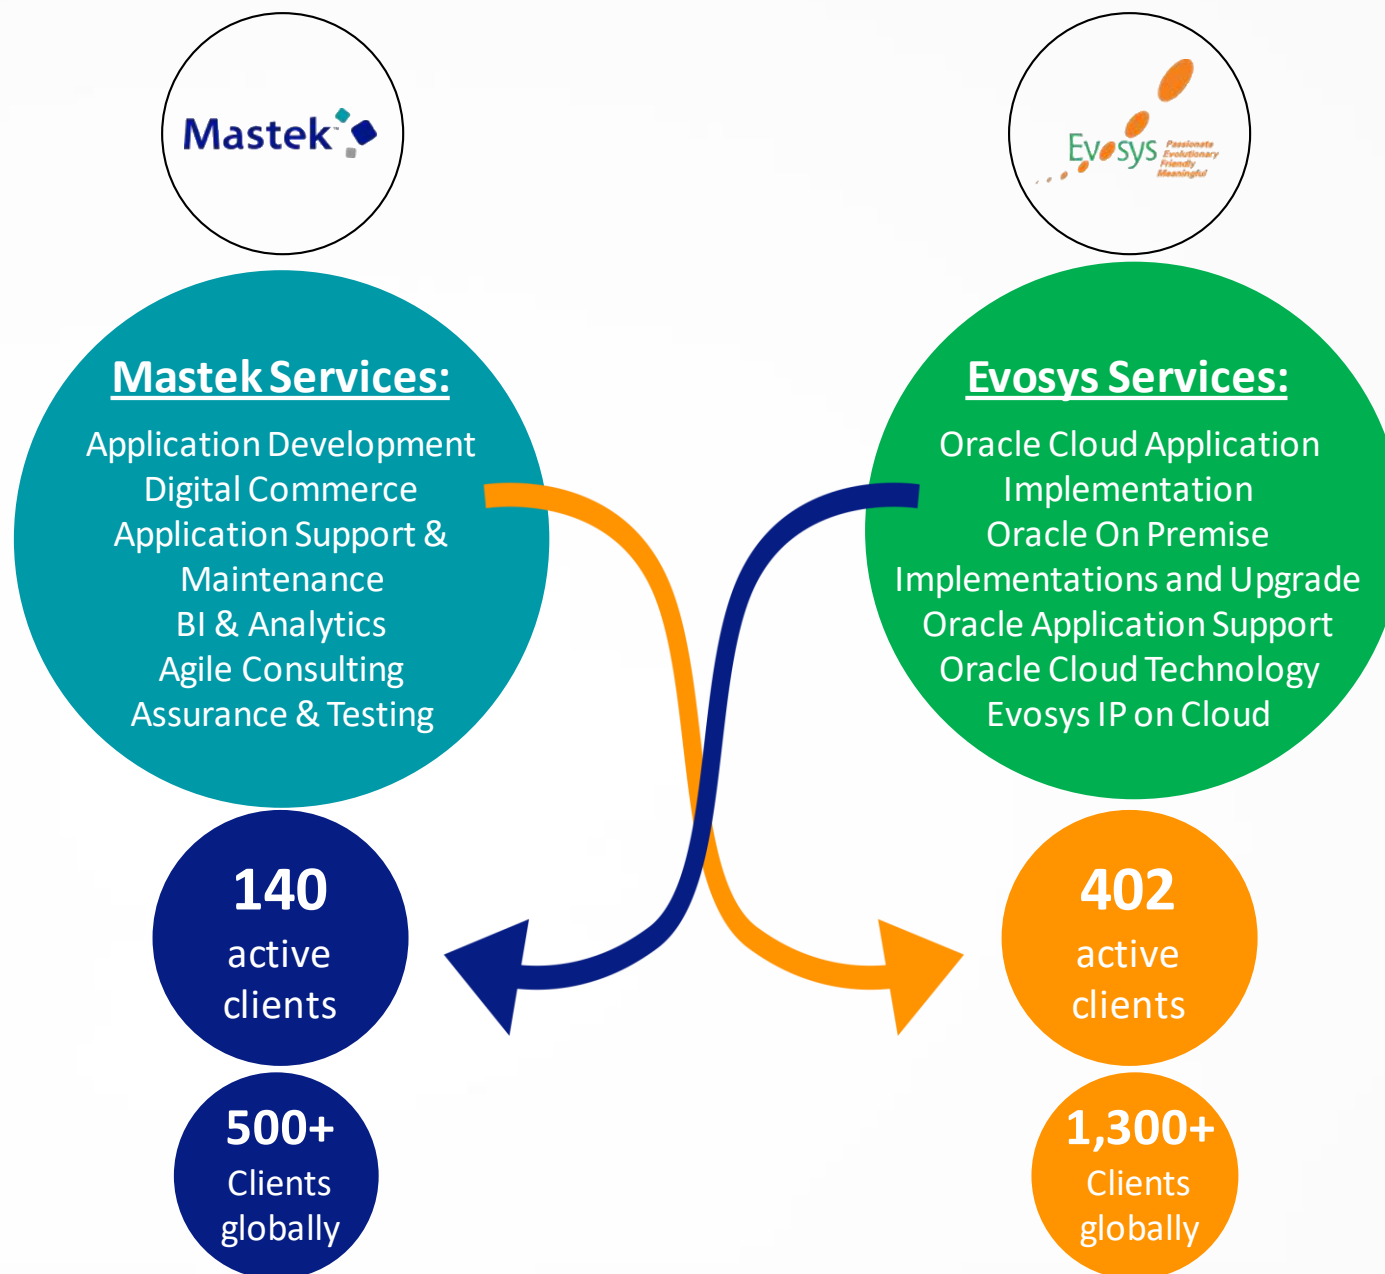 Mastek™
Evosys
Passionate
Evolutionary
Friendly
Meaningful
Mastek Services:
Application Development
Digital Commerce
Application Support &
Maintenance
BI & Analytics
Agile Consulting
Assurance & Testing
Evosys Services:
Oracle Cloud Application
Implementation
Oracle On Premise
Implementations and Upgrade
Oracle Application Support
Oracle Cloud Technology
Evosys IP on Cloud
140
active
clients
402
active
clients
500+
Clients
globally
1,300+
Clients
globally